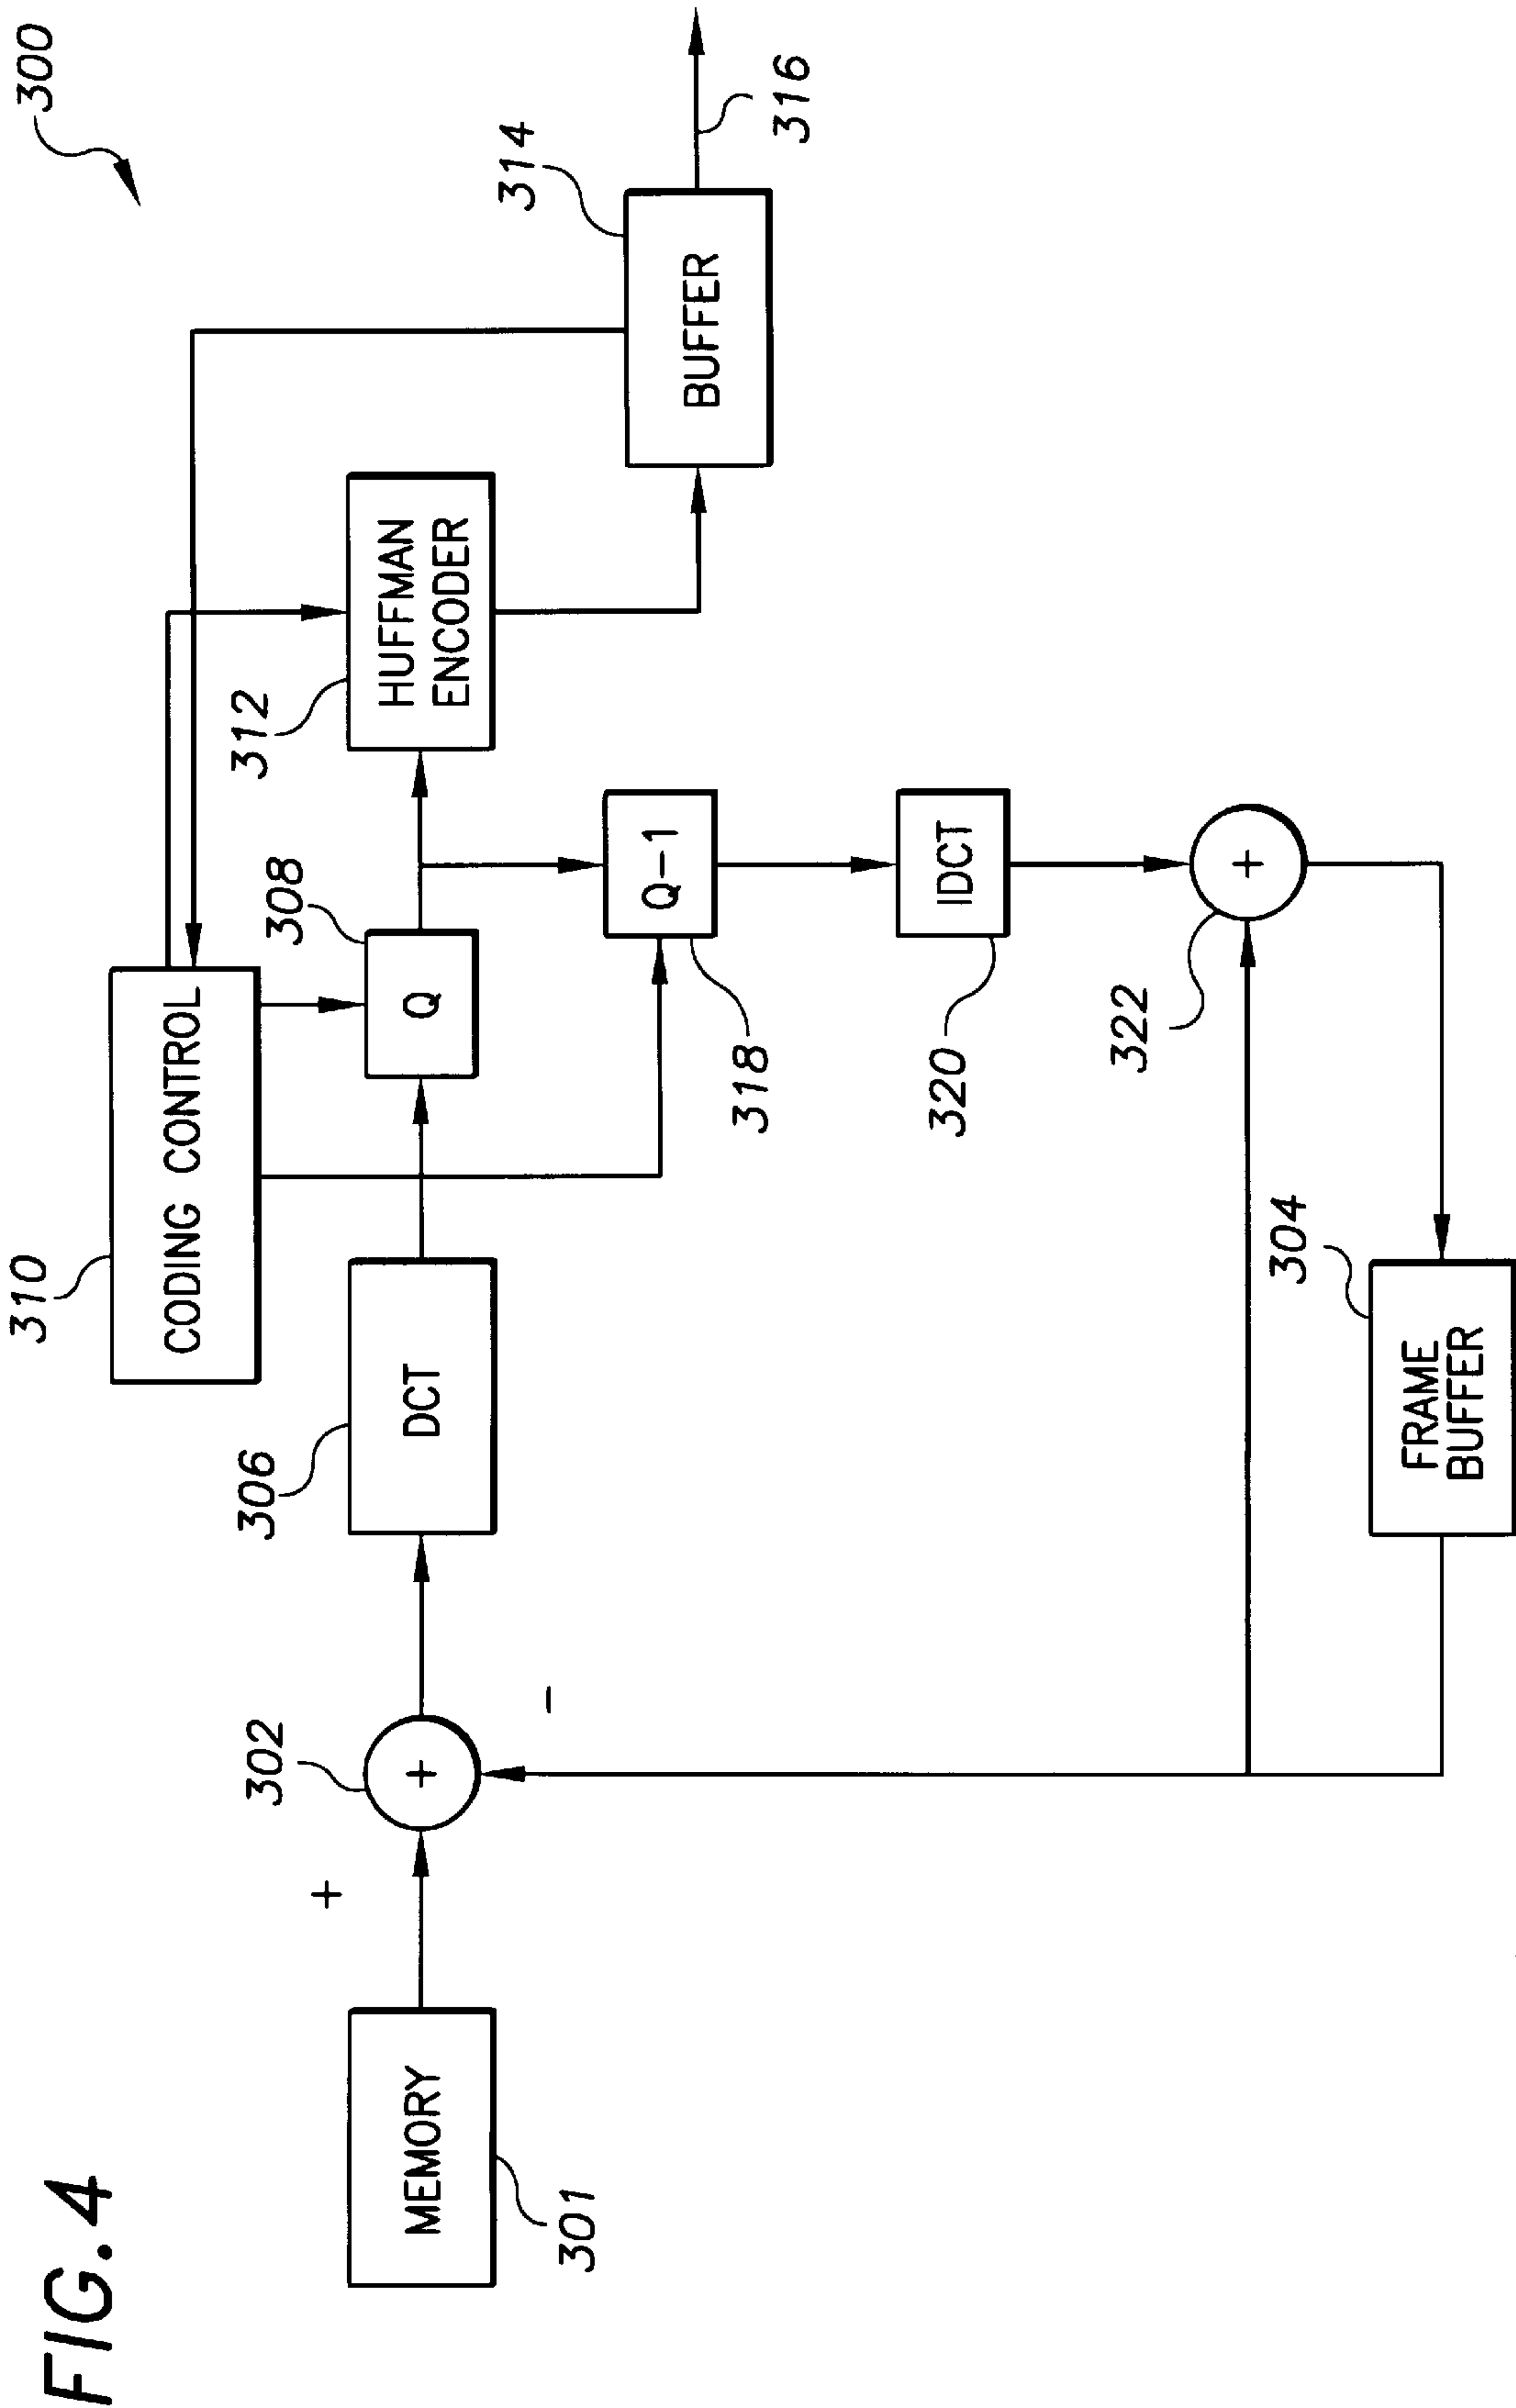 FIG. 4
300
310
CODING CONTROL
302
306
308
312
314
+
MEMORY
301
+
-
DCT
Q
HUFFMAN
ENCODER
BUFFER
316
Q-1
318
IDCT
320
322
+
304
FRAME
BUFFER